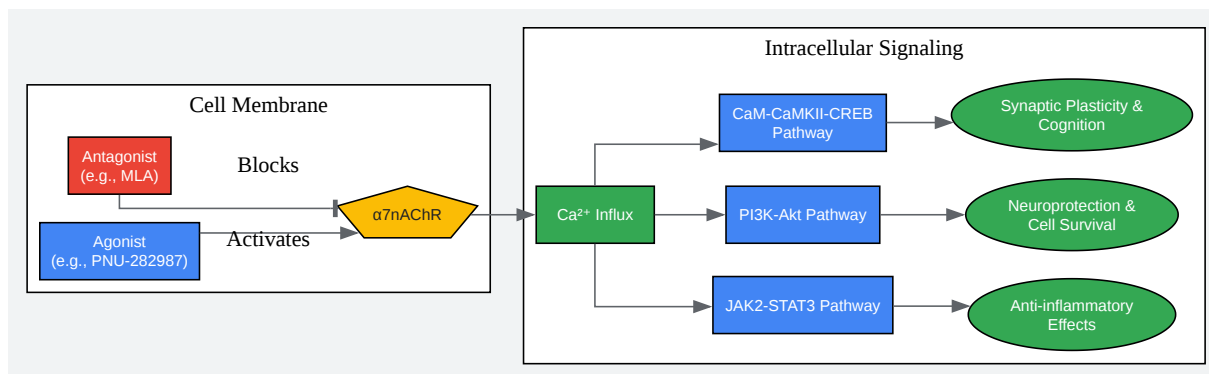 Cell Membrane
Antagonist
(e.g., MLA)
Blocks
α7nAChR
Agonist
(e.g., PNU-282987)
Activates
Intracellular Signaling
Ca²⁺ Influx
CaM-CaMKII-CREB
Pathway
Synaptic Plasticity &
Cognition
PI3K-Akt Pathway
Neuroprotection &
Cell Survival
JAK2-STAT3 Pathway
Anti-inflammatory
Effects